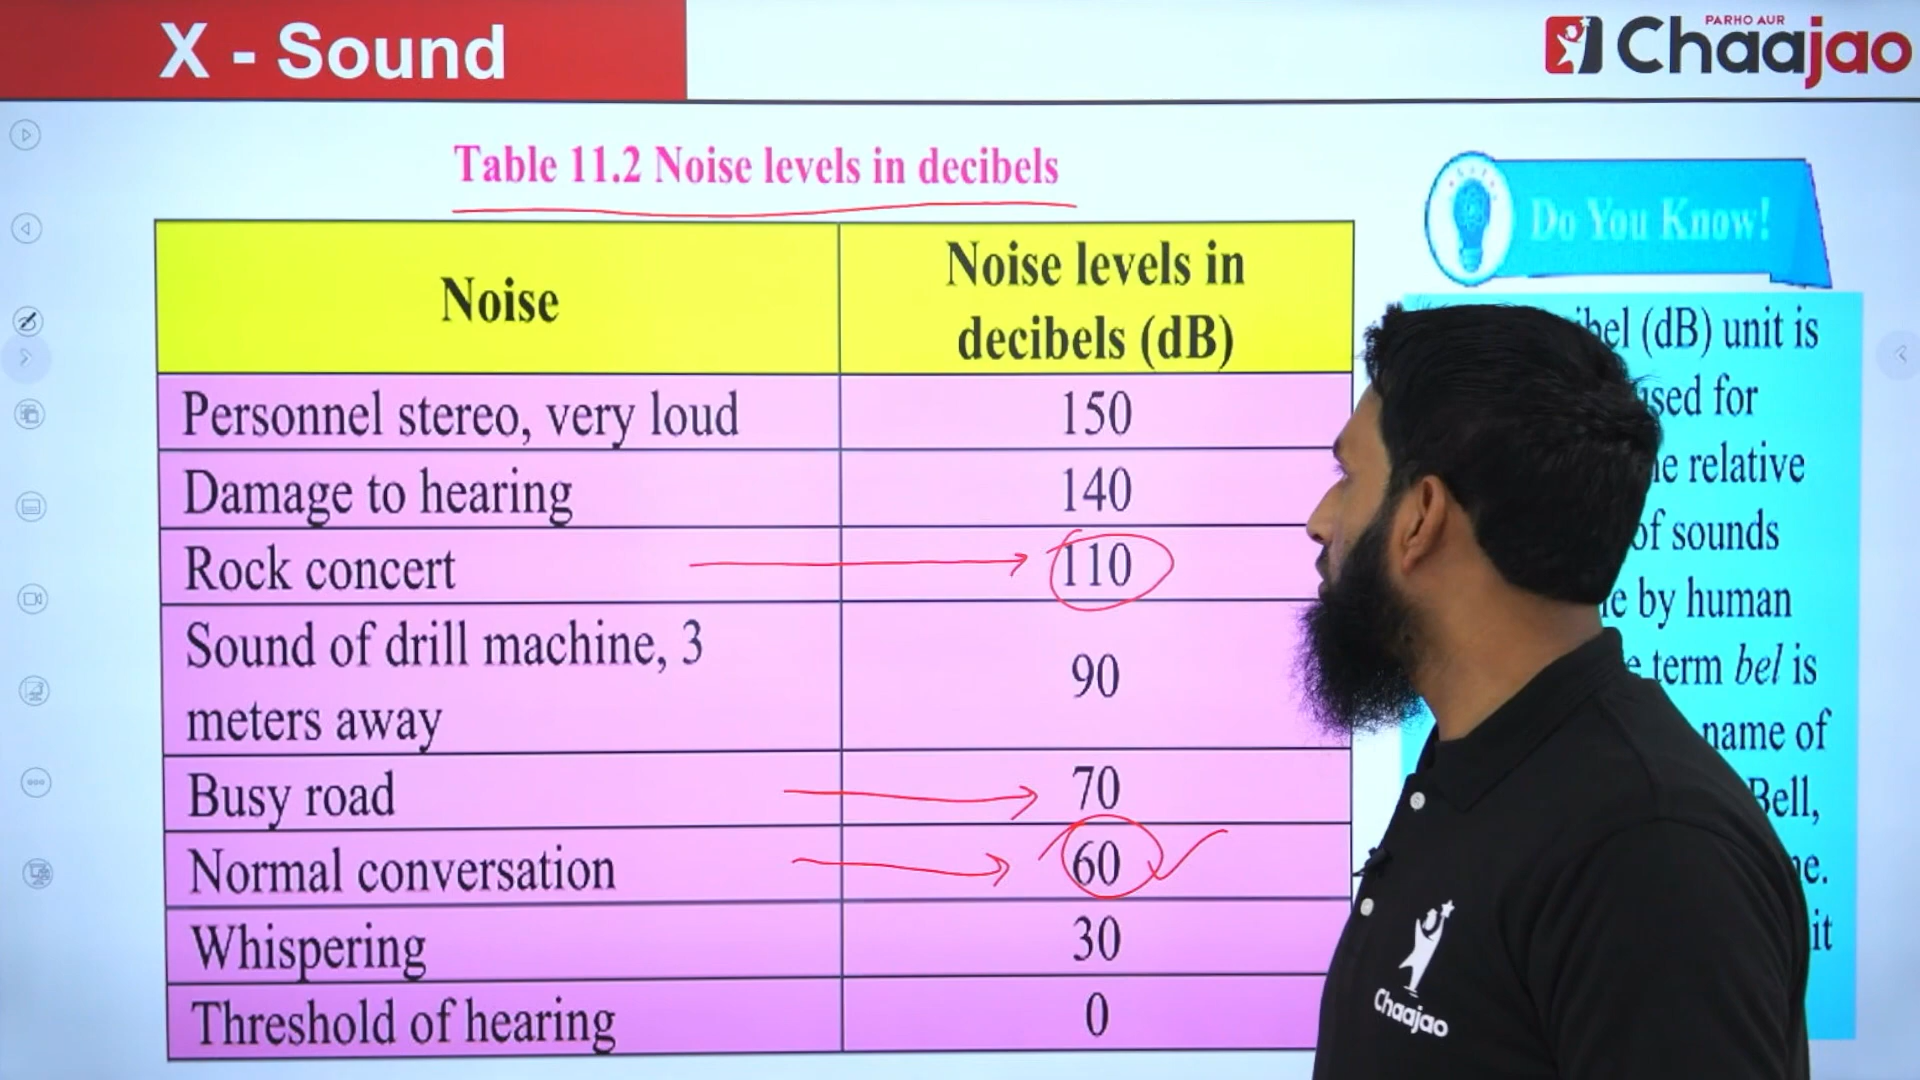 X - Sound
PARHO AUR
Chaajao
Table 11.2 Noise levels in decibels
Noise
Noise levels in
decibels (dB)
Personnel stereo, very loud
150
Damage to hearing
140
Rock concert
110
Sound of drill machine, 3
meters away
90
Busy road
70
Normal conversation
60
Whispering
30
Threshold of hearing
0
Do You Know!
(dB) unit is
for
relative
of sounds
by human
term bel is
name of
Bell,
it
Chaajao